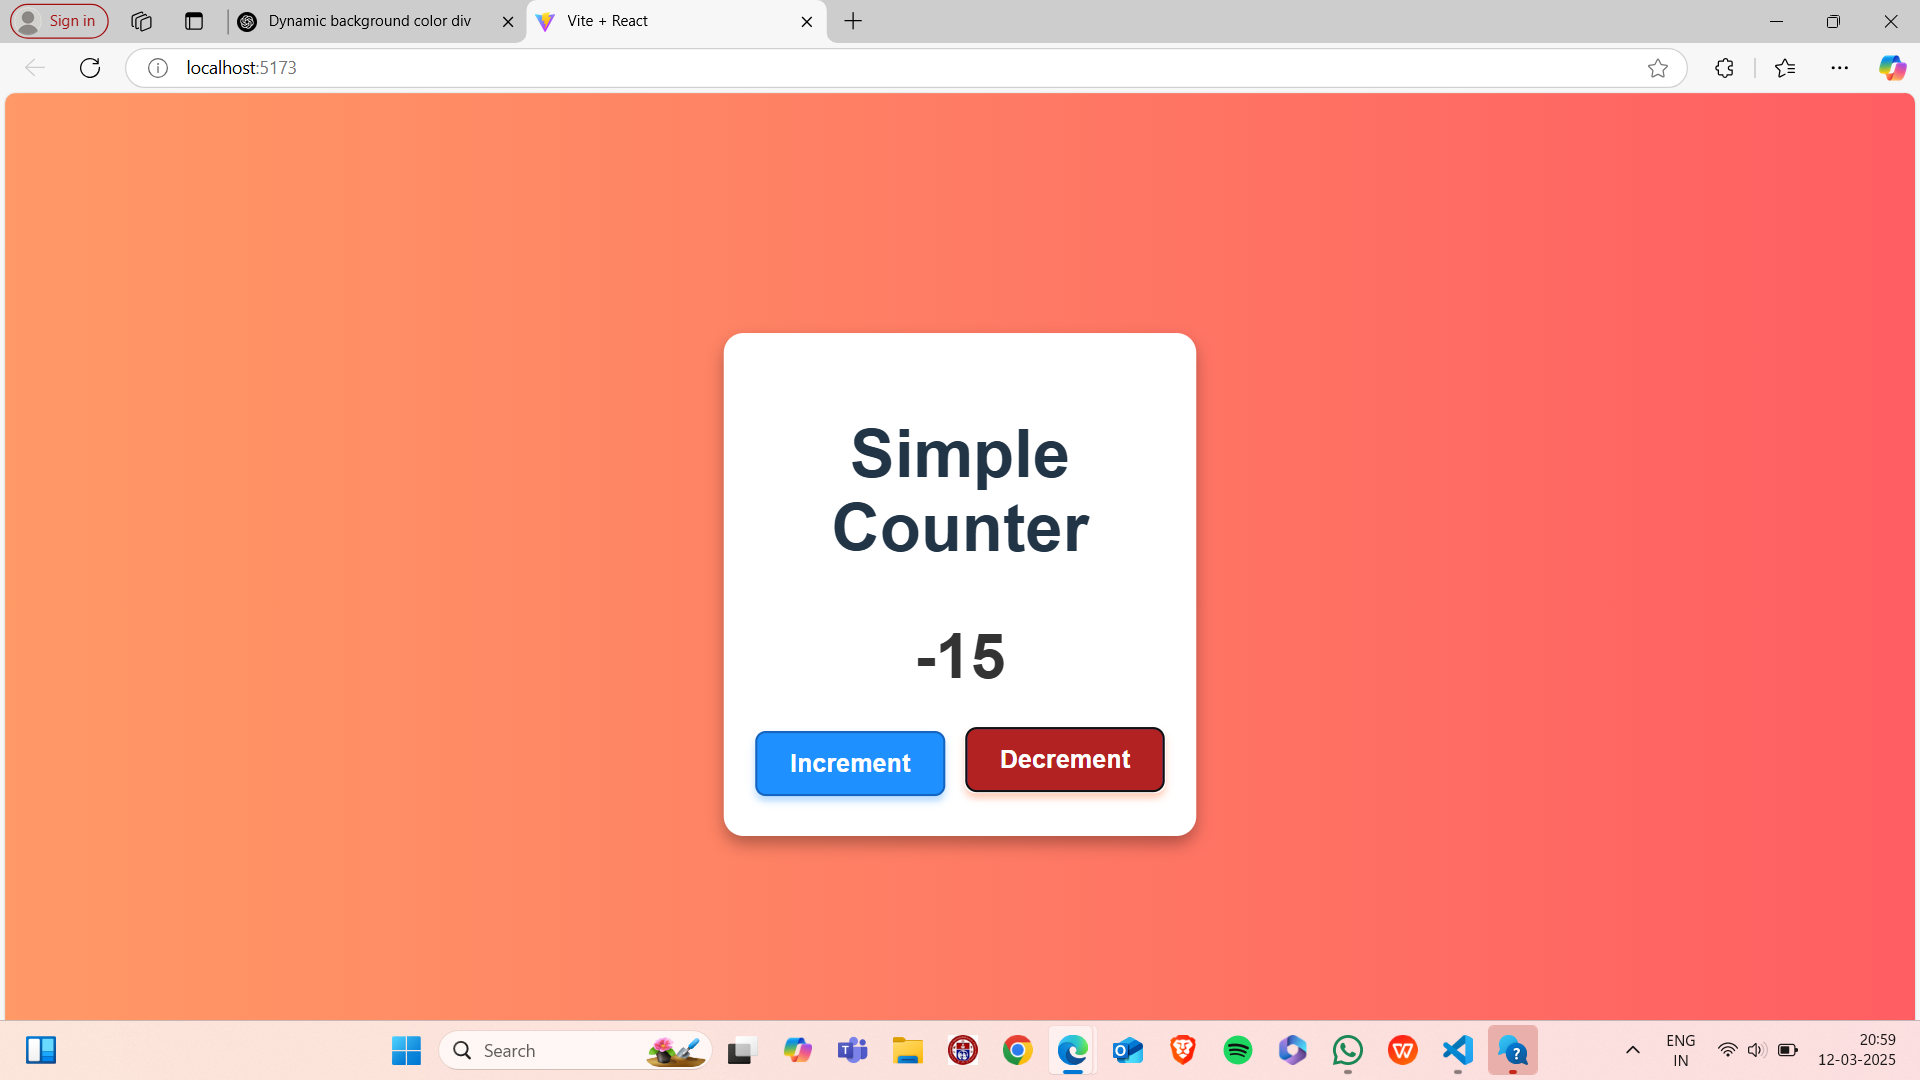 Sign in
Dynamic background color div
Vite + React
localhost:5173
Simple
Counter
-15
Increment
Decrement
Search
ENG
IN
20:59
12-03-2025